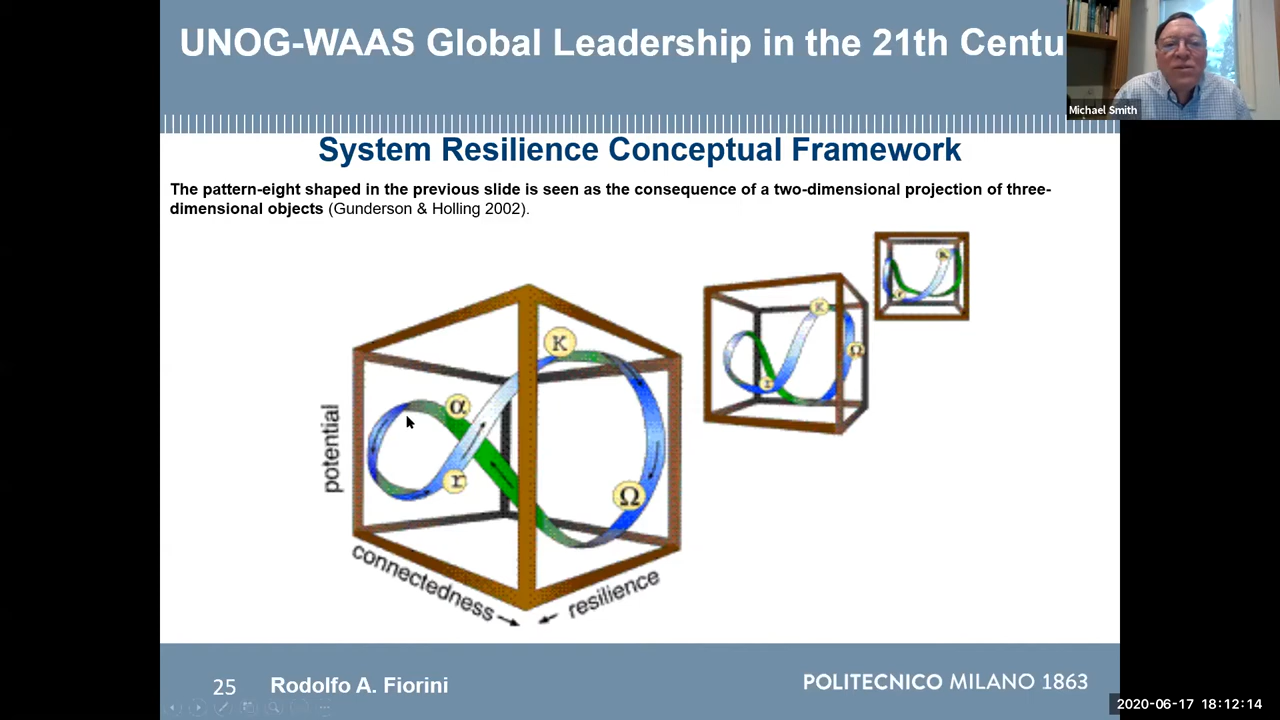 UNOG-WAAS Global Leadership in the 21th Centu
Michael Smith
System Resilience Conceptual Framework
The pattern-eight shaped in the previous slide is seen as the consequence of a two-dimensional projection of three-
dimensional objects (Gunderson & Holling 2002).
K
α
r
Ω
potential
connectedness
resilience
K
r
Ω
K
r
25
Rodolfo A. Fiorini
POLITECNICO MILANO 1863
2020-06-17 18:12:14